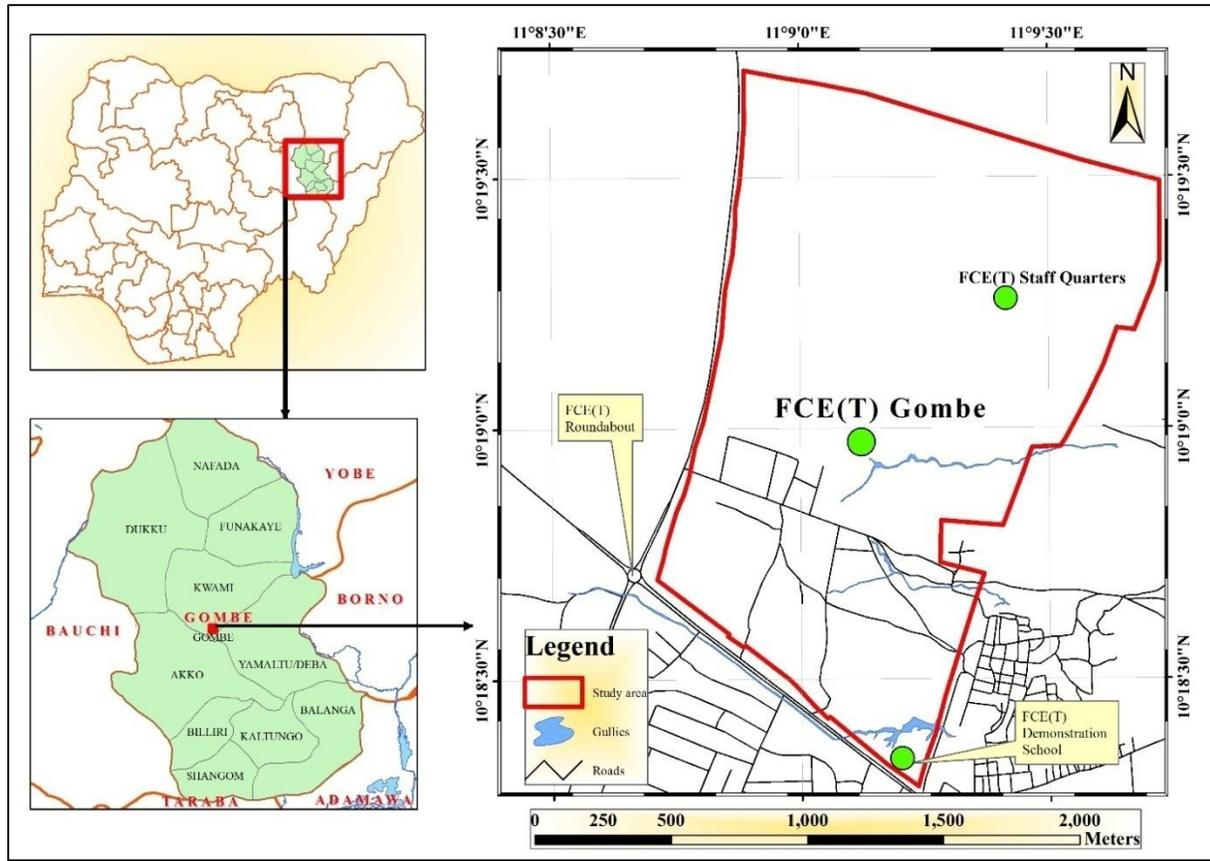 11°8'30"E
11°9'0"E
11°9'30"E
N
10°19'30"N
10°19'30"N
FCE(T) Staff Quarters
FCE(T)
Roundabout
FCE(T) Gombe
10°19'0"N
10°19'0"N
NAFADA
YOBE
DUKKU
FUNAKAYE
KWAMI
BORNO
GOMBE
BAUCHI
GOMBE
AKKO
YAMALTU/DEBA
BALANGA
BILLIRI
KALTUNGO
SHANGOM
TARABA
ADAMAWA
10°18'30"N
10°18'30"N
Legend
Study area
Gullies
Roads
FCE(T)
Demonstration
School
0
250
500
1,000
1,500
2,000
Meters